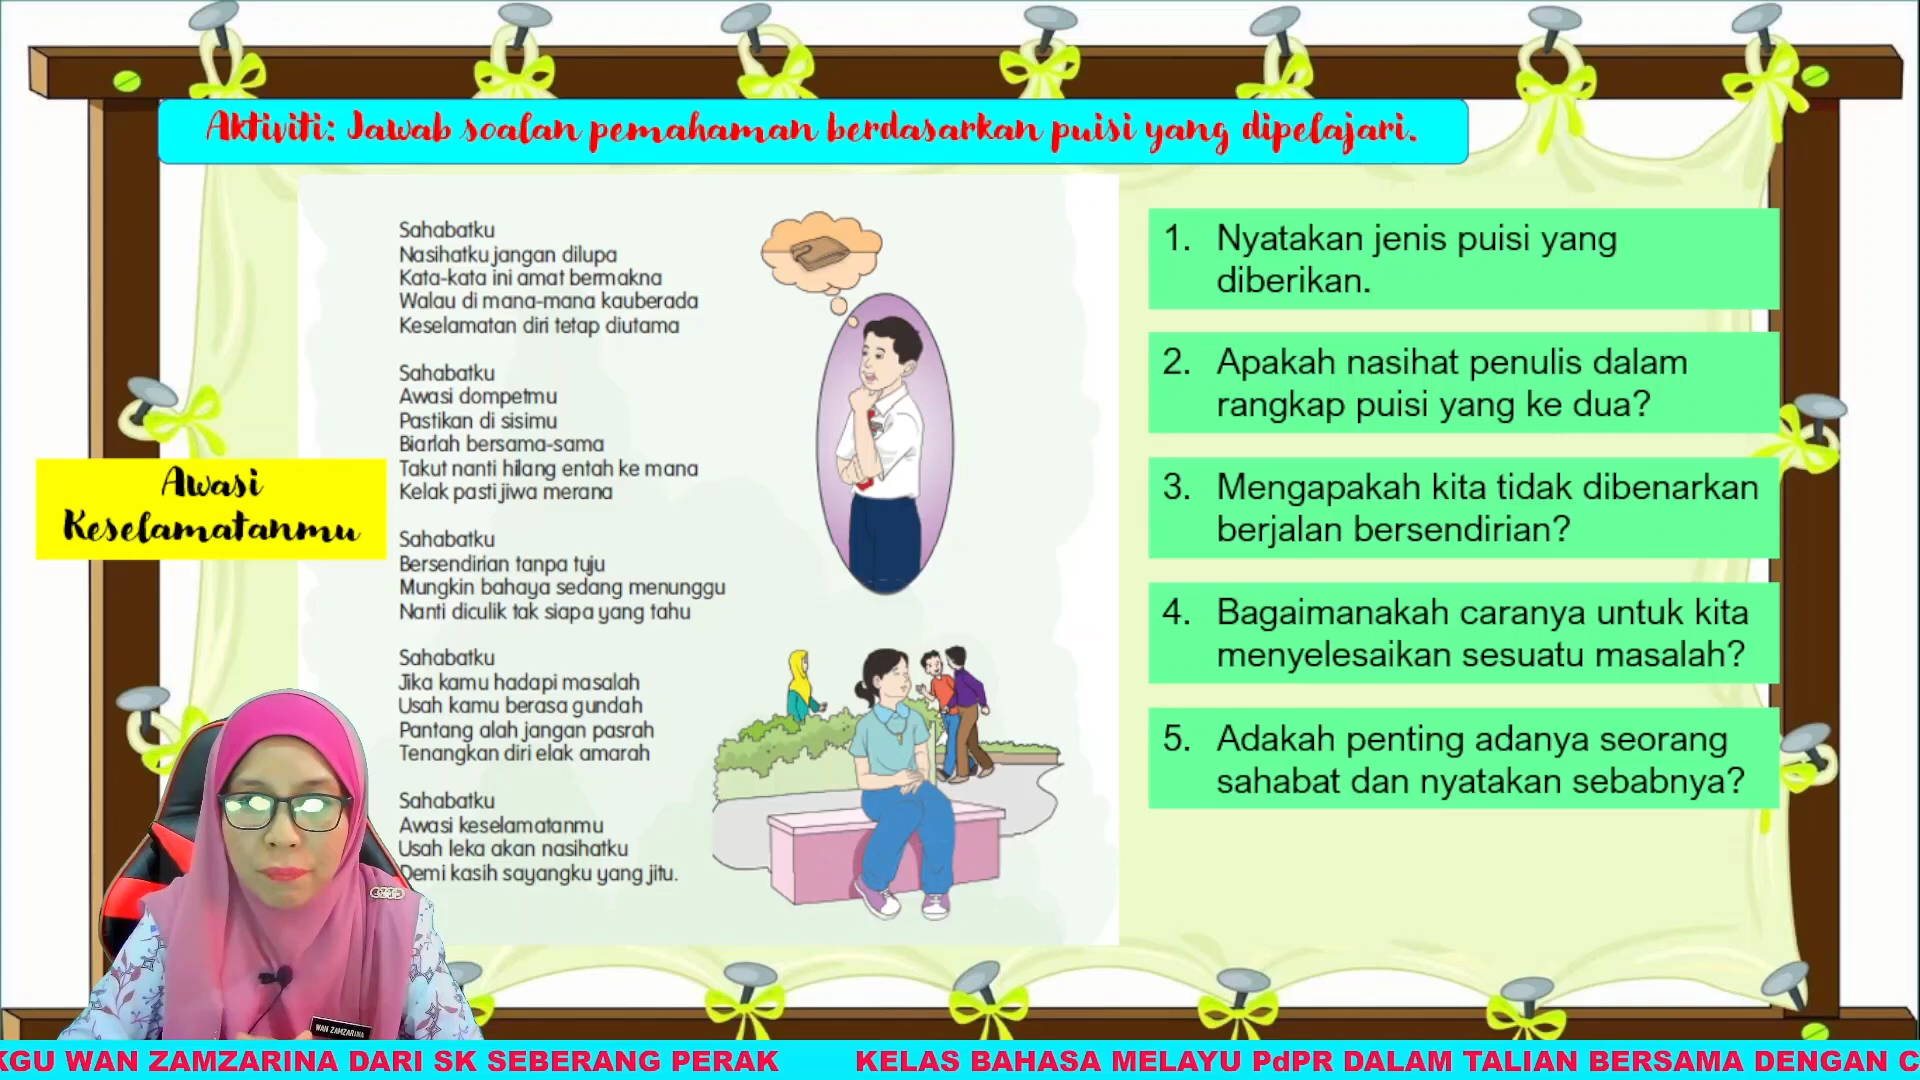 Aktiviti: Jawab soalan pemahaman berdasarkan puisi yang dipelajari.
Awasi
Keselamatanmu
Sahabatku
Nasihatku jangan dilupa
Kata-kata ini amat bermakna
Walau di mana-mana kauberada
Keselamatan diri tetap diutama
Sahabatku
Awasi dompetmu
Pastikan di sisimu
Biarlah bersama-sama
Takut nanti hilang entah ke mana
Kelak pasti jiwa merana
Sahabatku
Bersendirian tanpa tuju
Mungkin bahaya sedang menunggu
Nanti diculik tak siapa yang tahu
Sahabatku
Jika kamu hadapi masalah
Usah kamu berasa gundah
Pantang alah jangan pasrah
Tenangkan diri elak amarah
Sahabatku
Awasi keselamatanmu
Usah leka akan nasihatku
Demi kasih sayangku yang jitu.
1. Nyatakan jenis puisi yang
diberikan.
2. Apakah nasihat penulis dalam
rangkap puisi yang ke dua?
3. Mengapakah kita tidak dibenarkan
berjalan bersendirian?
4. Bagaimanakah caranya untuk kita
menyelesaikan sesuatu masalah?
5. Adakah penting adanya seorang
sahabat dan nyatakan sebabnya?
WAN ZAMZARINA
KGU WAN ZAMZARINA DARI SK SEBERANG PERAK KELAS BAHASA MELAYU PdPR DALAM TALIAN BERSAMA DENGAN C